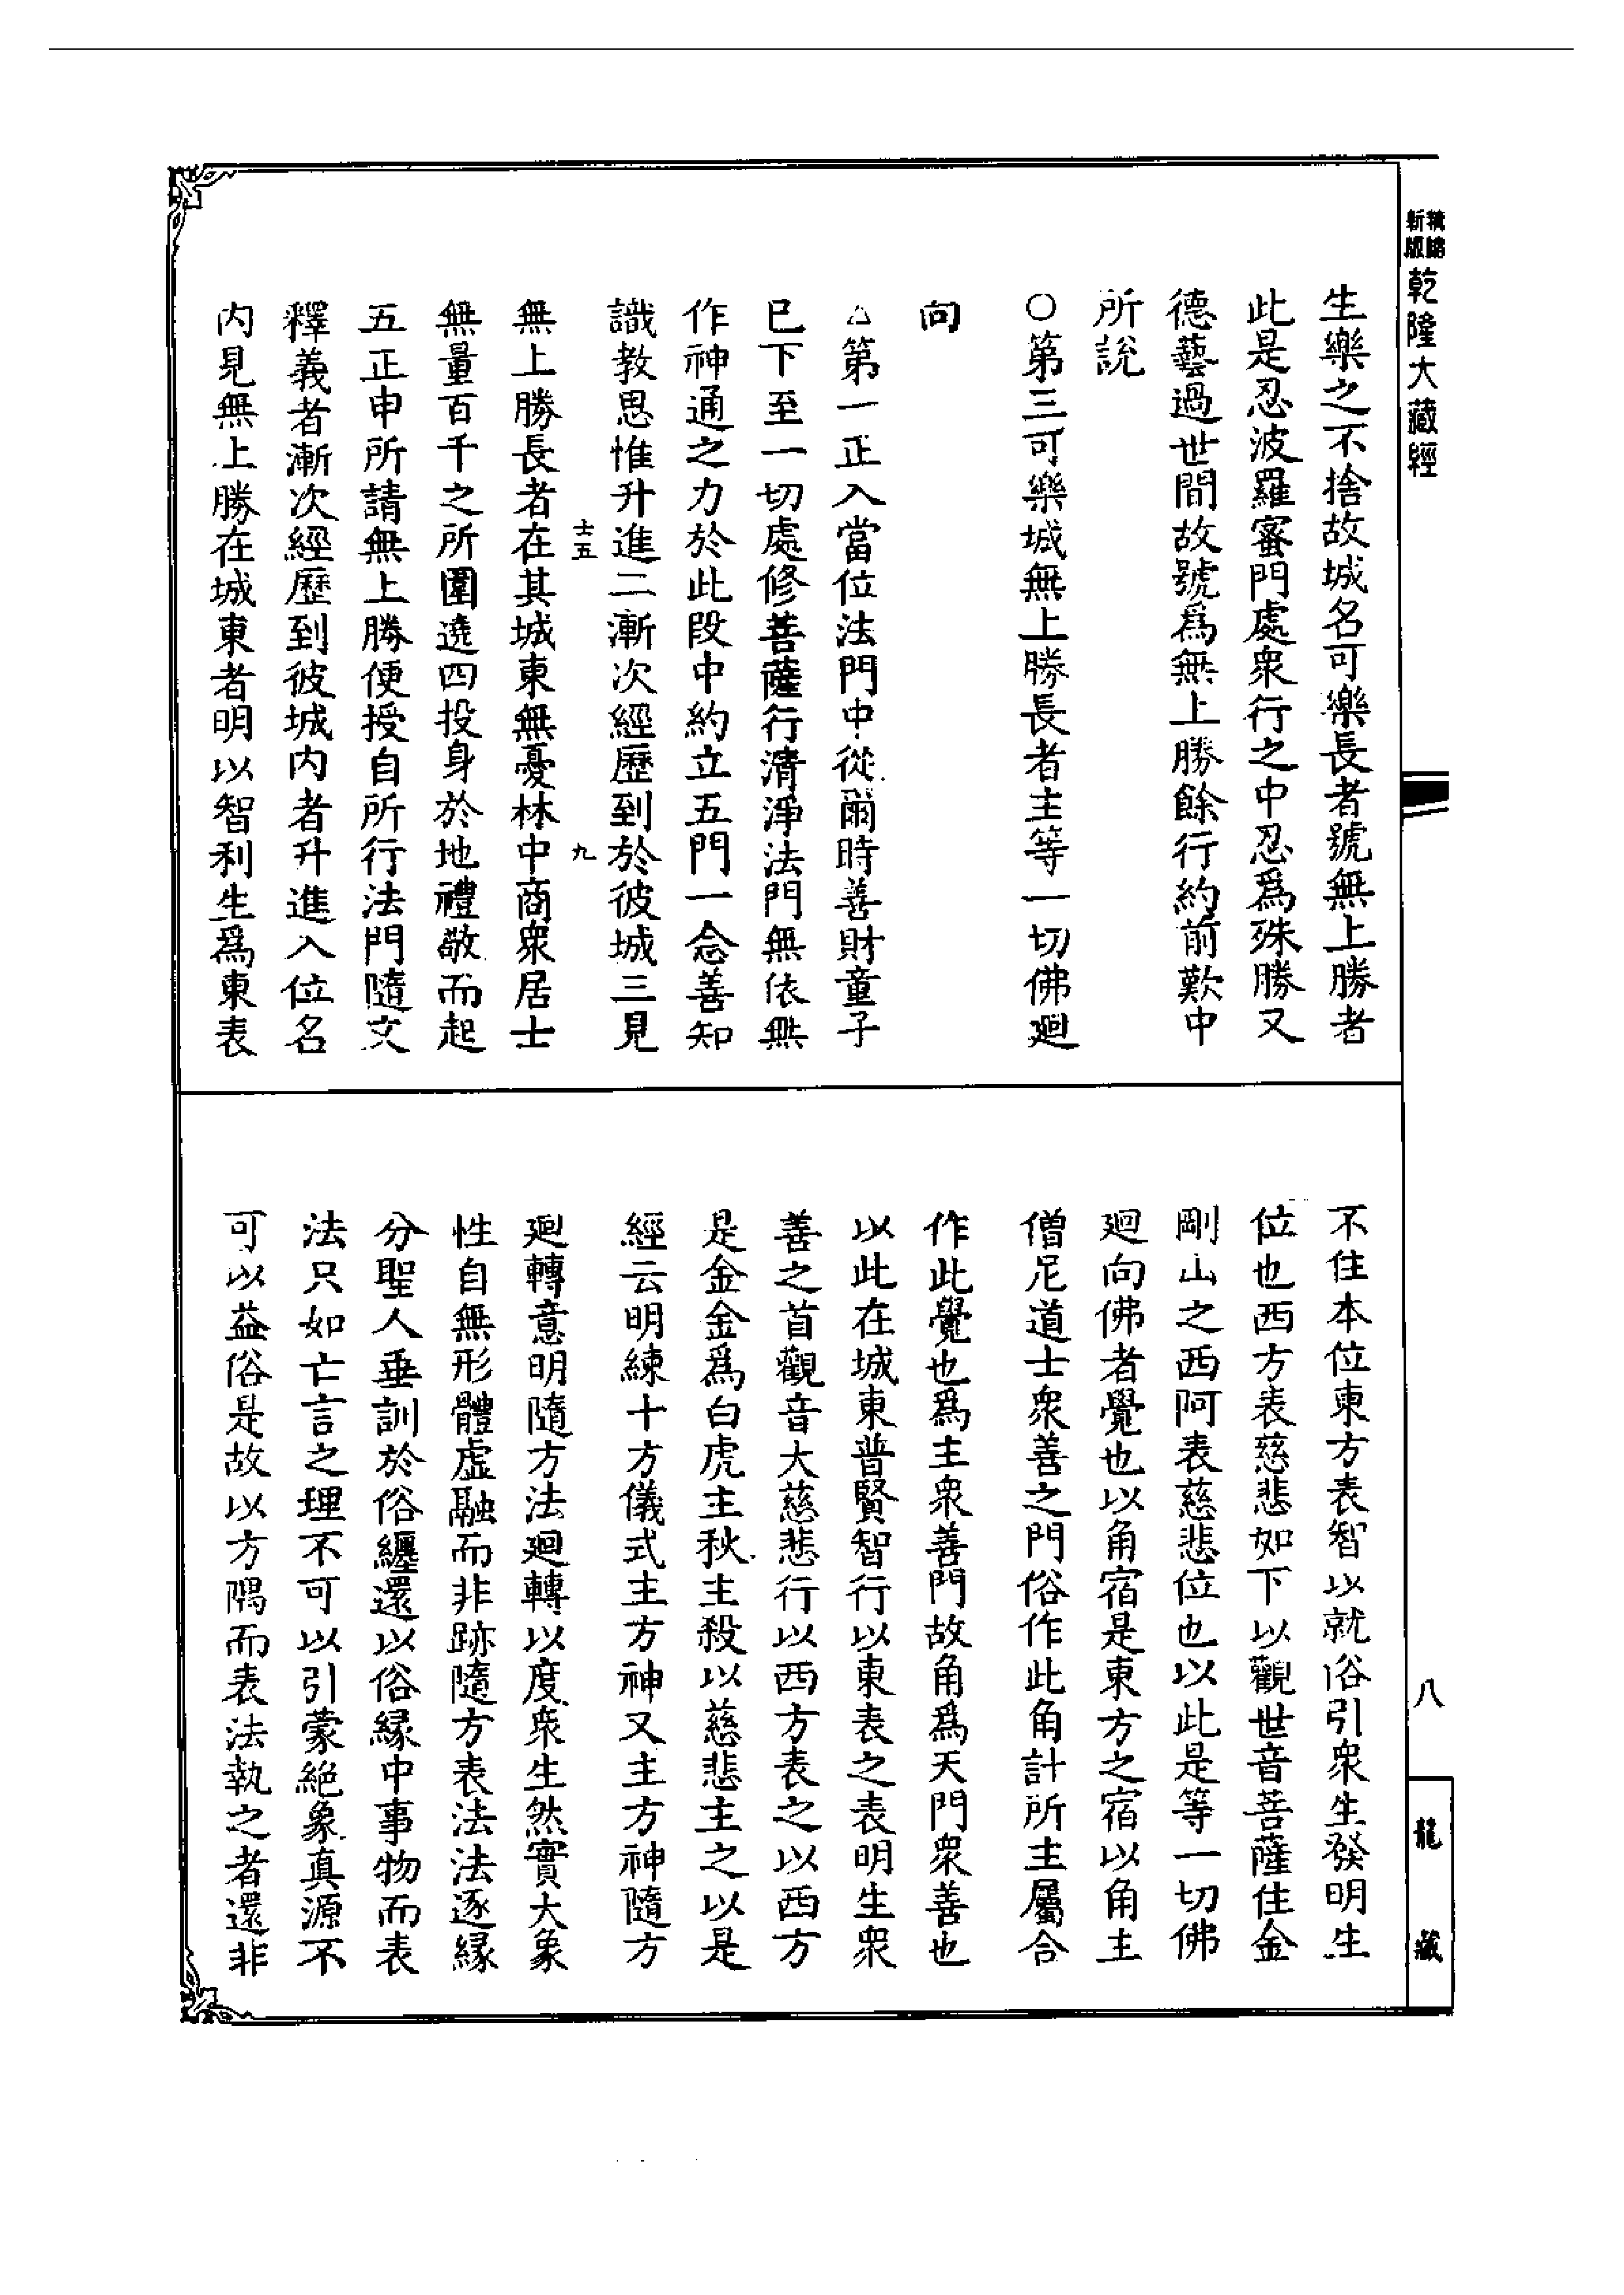 精縮
新版
乾隆大藏經
生樂之不捨故城名可樂長者號無上勝者
此是忍波羅蜜門處衆行之中忍爲殊勝又
德藝過世間故號爲無上勝餘行約前歎中
所說
○第三可樂城無上勝長者主等一切佛廻
向
△第一正入當位法門中從爾時善財童子
已下至一切處修菩薩行清淨法門無依無
作神通之力於此段中約立五門一念善知
識教思惟升進二漸次經歷到於彼城三見
士五
九
無上勝長者在其城東無憂林中商衆居士
無量百千之所圍遶四投身於地禮敬而起
五正申所請無上勝便授自所行法門隨文
釋義者漸次經歷到彼城內者升進入位名
內見無上勝在城東者明以智利生爲東表
不住本位東方表智以就俗引衆生發明生
位也西方表慈悲如下以觀世音菩薩住金
剛山之西阿表慈悲位也以此是等一切佛
廻向佛者覺也以角宿是東方之宿以角主
僧尼道士衆善之門俗作此角計所主屬合
作此覺也爲主衆善門故角爲天門衆善也
以此在城東普賢智行以東表之表明生衆
善之首觀音大慈悲行以西方表之以西方
是金金爲白虎主秋主殺以慈悲主之以是
經云明練十方儀式主方神又主方神隨方
廻轉意明隨方法廻轉以度衆生然實大象
性自無形體虛融而非跡隨方表法法逐緣
分聖人垂訓於俗纏還以俗緣中事物而表
法只如亡言之理不可以引蒙絕象真源不
可以益俗是故以方隅而表法執之者還非
八
龍藏